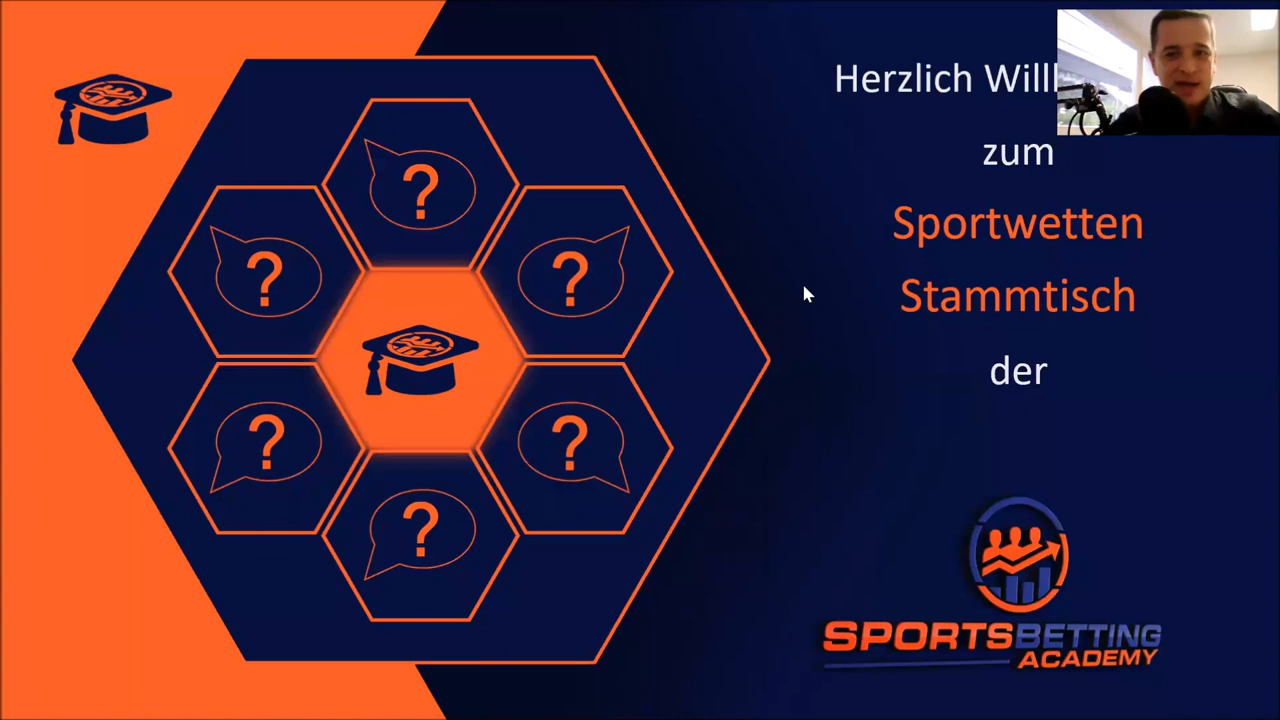 Herzlich Will
zum
Sportwetten
Stammtisch
der
SPORTSBETTING
ACADEMY
?
?
?
?
?
?